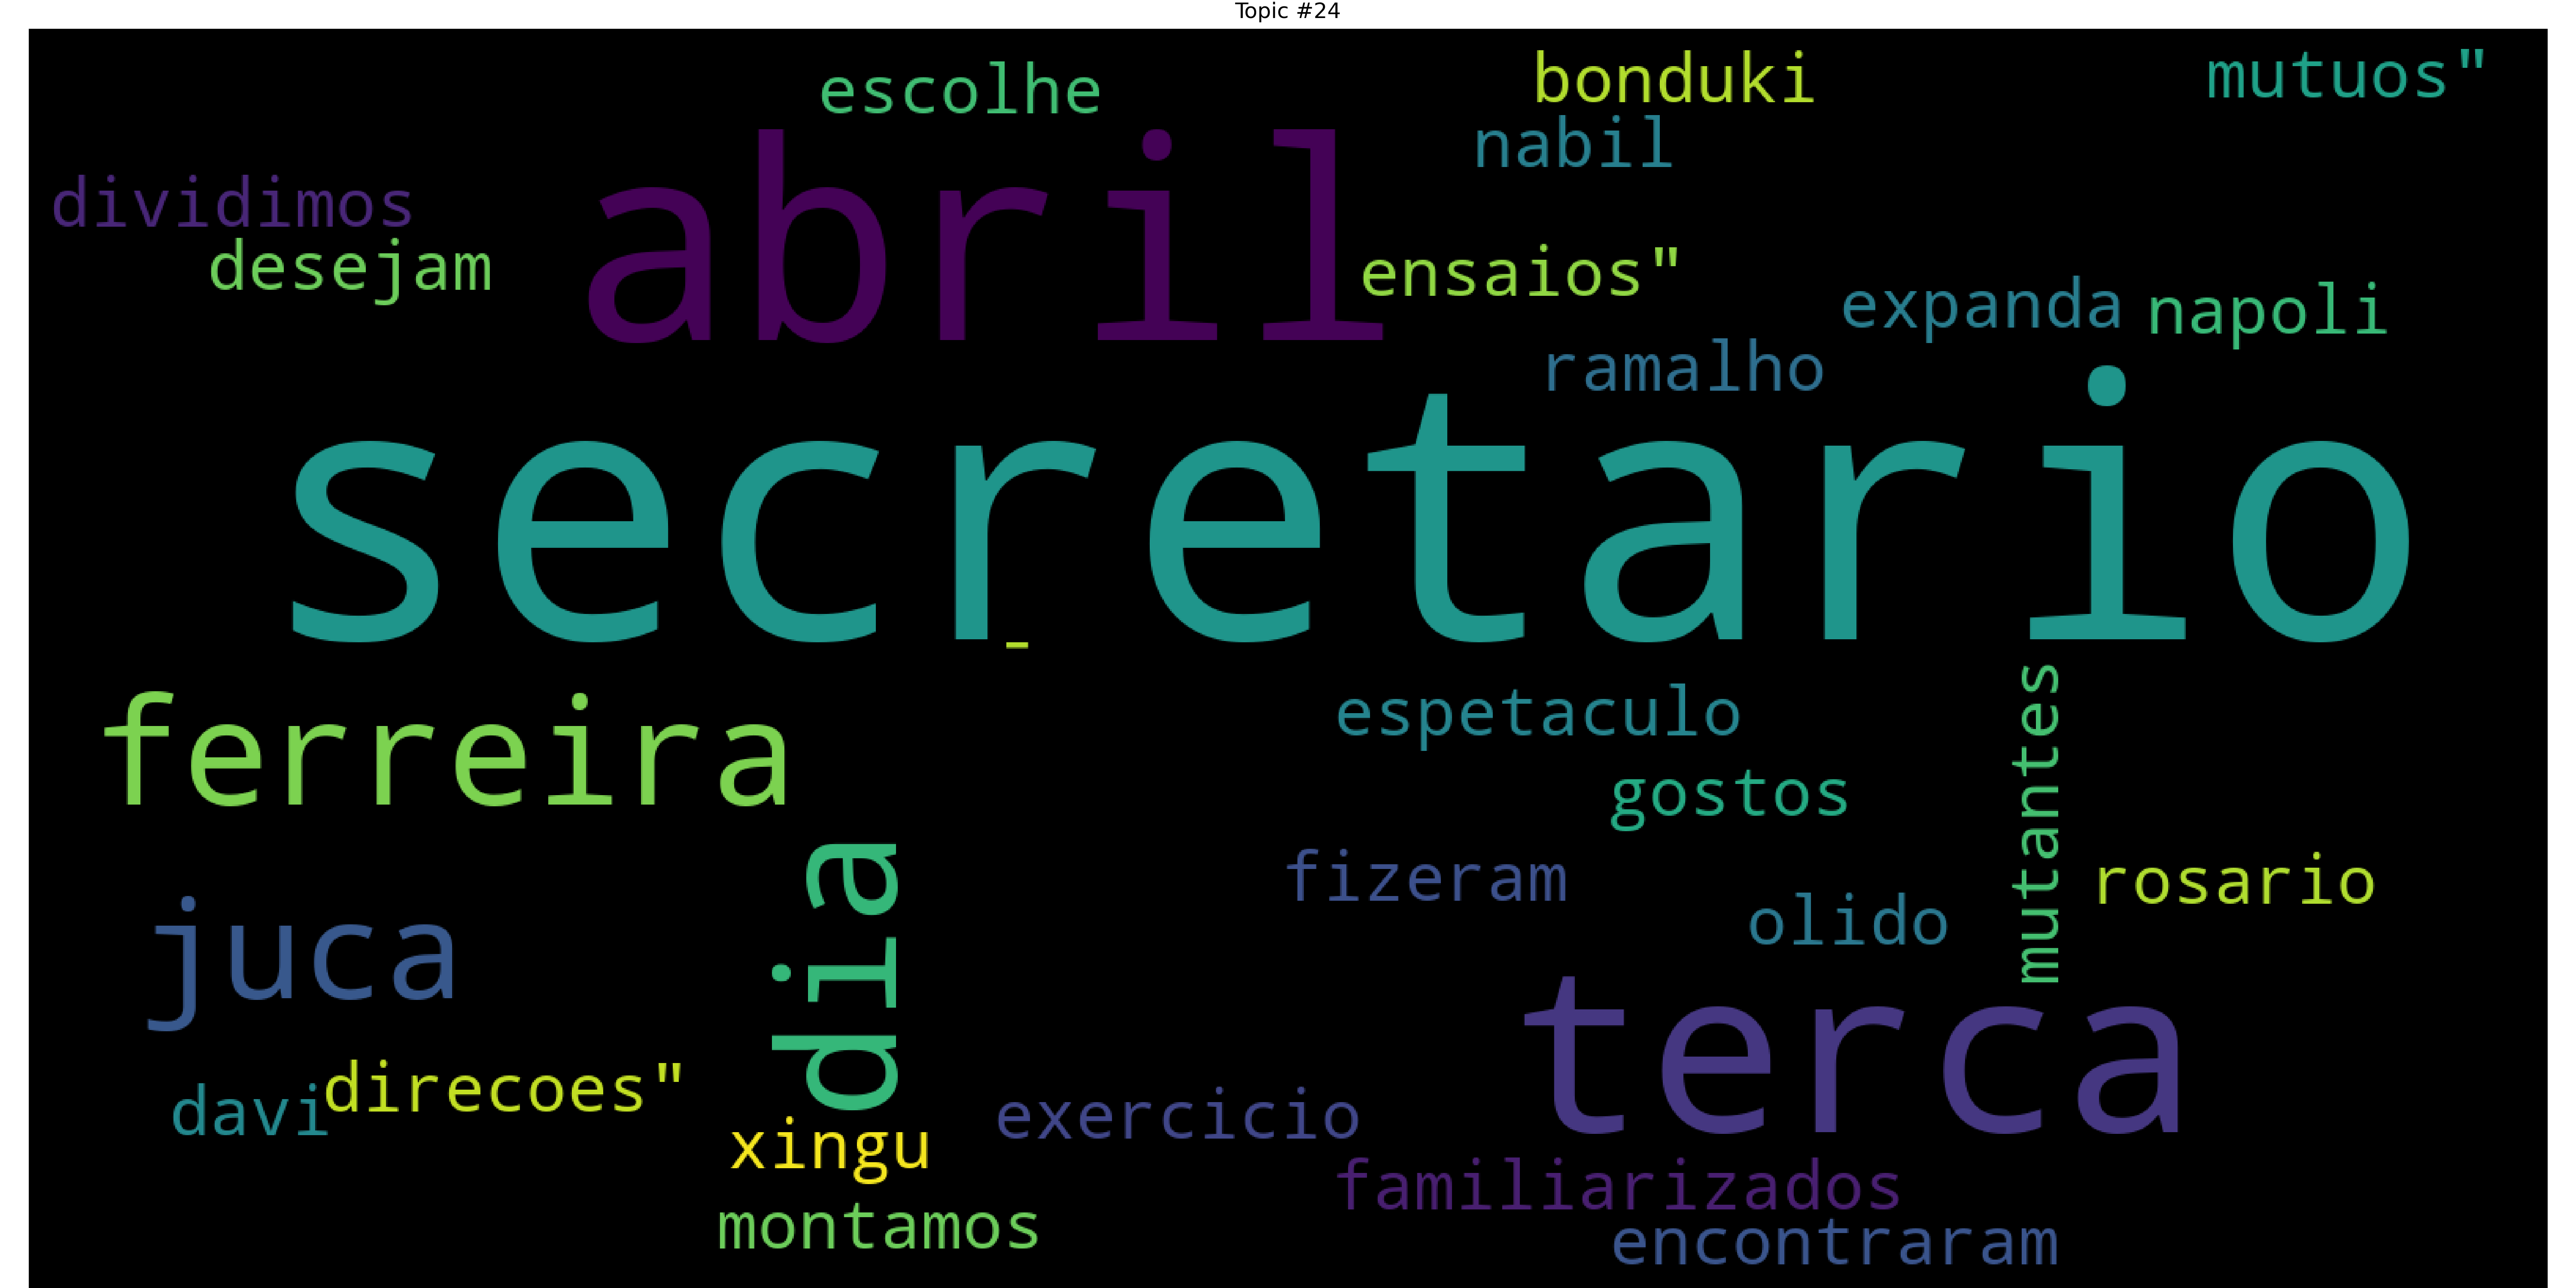 Topic #24
escolhe
bonduki
mutuos"
nabil
abril
dividimos
desejam
ensaios"
expanda
napoli
ramalho
secretario
-
ferreira
espetaculo
mutantes
gostos
dia
fizeram
rosario
juca
olido
terca
direcoes"
davi
xingu
exercicio
familiarizados
montamos
encontraram